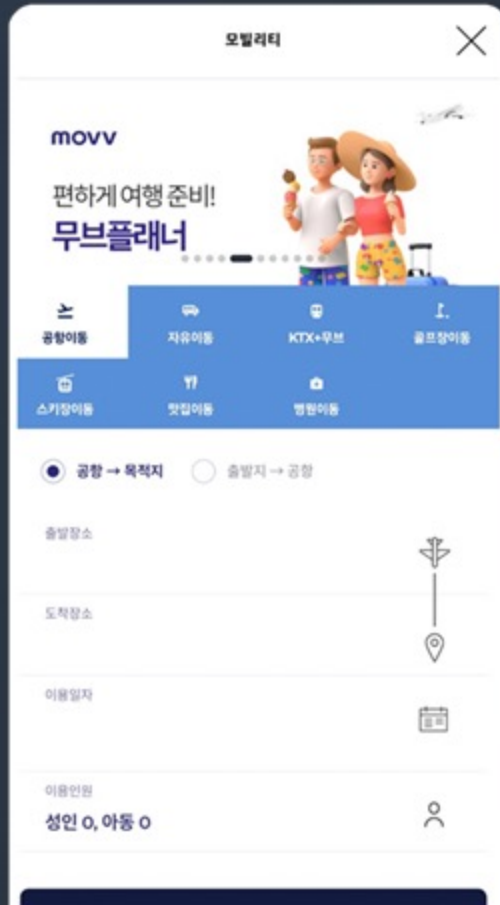 모빌리티
movv
편하게 여행 준비!
무브플래너
공항이동
자유이동
KTX+무브
골프장이동
스키장이동
맛집이동
병원이동
공항 → 목적지
출발지 → 공항
출발장소
도착장소
이용일자
이용인원
성인 0, 아동 0